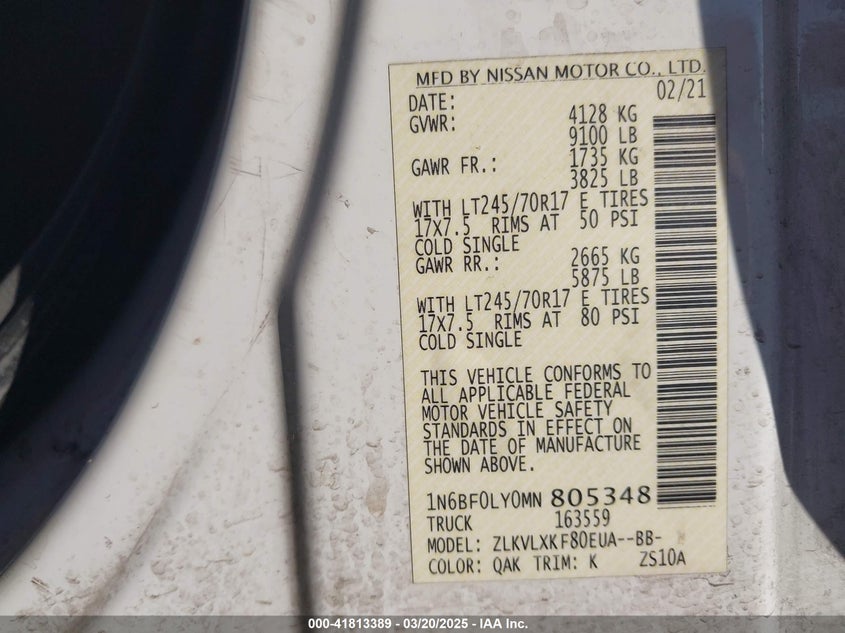 MFD BY NISSAN MOTOR CO., LTD.
DATE: 02/21
GVWR: 4128 KG
9100 LB
GAWR FR.: 1735 KG
3825 LB
WITH LT245/70R17 E TIRES
17X7.5 RIMS AT 50 PSI
COLD SINGLE
GAWR RR.: 2665 KG
5875 LB
WITH LT245/70R17 E TIRES
17X7.5 RIMS AT 80 PSI
COLD SINGLE
THIS VEHICLE CONFORMS TO
ALL APPLICABLE FEDERAL
MOTOR VEHICLE SAFETY
STANDARDS IN EFFECT ON
THE DATE OF MANUFACTURE
SHOWN ABOVE.
1N6BF0LY0MN 805348
TRUCK 163559
MODEL: ZLKVLXKF80EUA--BB-
COLOR: QAK TRIM: K ZS10A
000-41813389 - 03/20/2025 - IAA Inc.